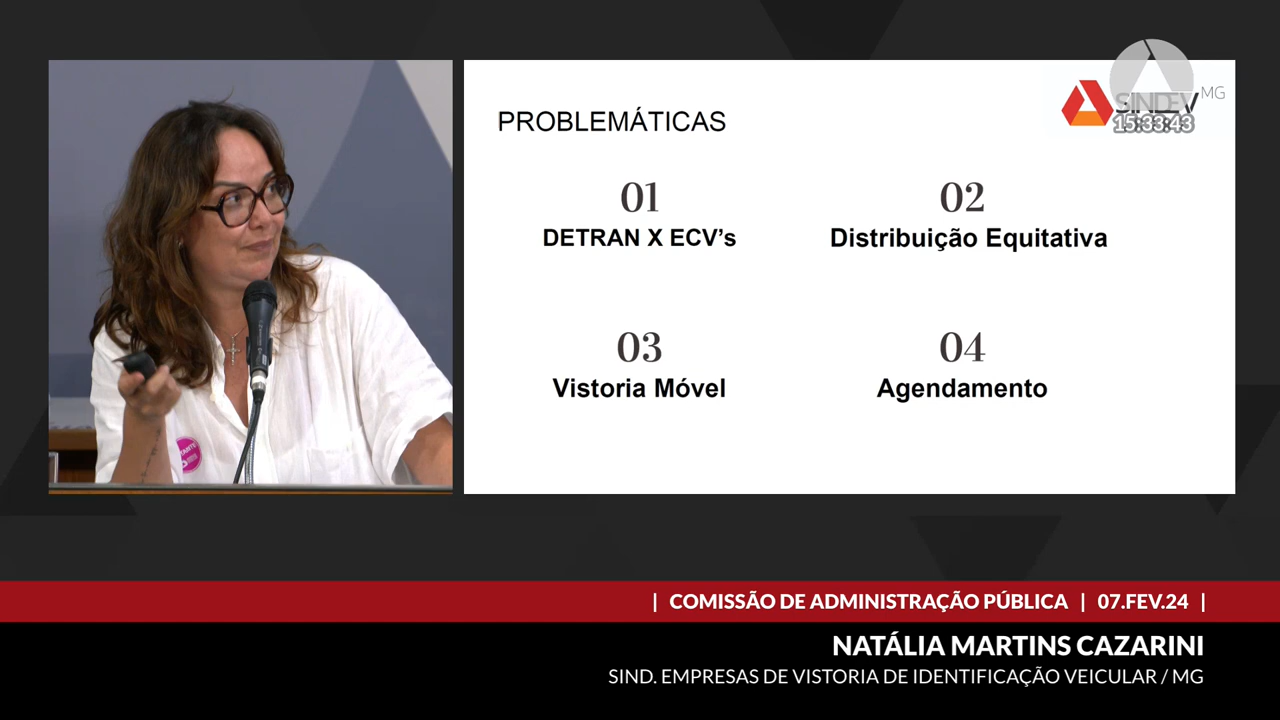 PROBLEMÁTICAS
SINDEV MG
15:33:43
01
DETRAN X ECV’s
02
Distribuição Equitativa
03
Vistoria Móvel
04
Agendamento
| COMISSÃO DE ADMINISTRAÇÃO PÚBLICA | 07.FEV.24 |
NATÁLIA MARTINS CAZARINI
SIND. EMPRESAS DE VISTORIA DE IDENTIFICAÇÃO VEICULAR / MG